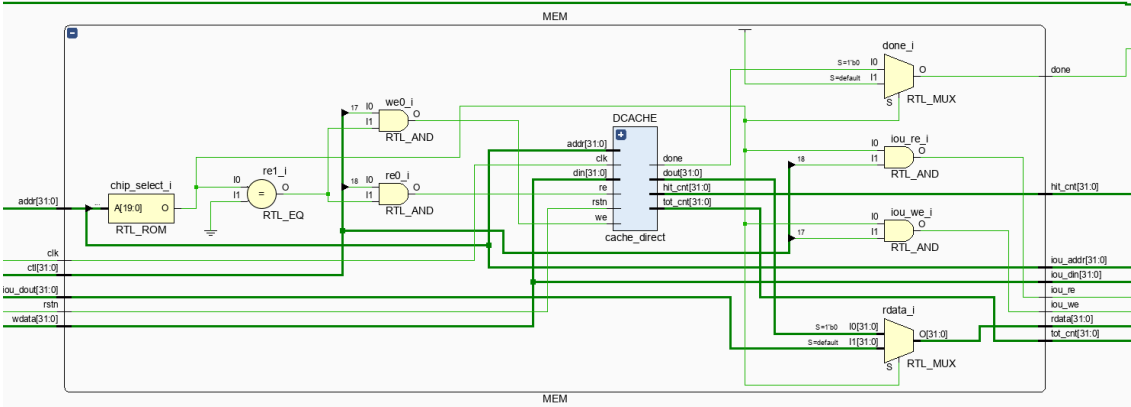 MEM
done_i
S=1'b0 I0
S=default I1
O
S
RTL_MUX
done
we0_i
17 I0
I1
O
RTL_AND
DCACHE
addr[31:0]
clk
din[31:0]
re
rstn
we
done
dout[31:0]
hit_cnt[31:0]
tot_cnt[31:0]
cache_direct
iou_re_i
I0
18 I1
O
RTL_AND
re1_i
I0
I1
=
O
RTL_EQ
re0_i
18 I0
I1
O
RTL_AND
chip_select_i
A[19:0] O
RTL_ROM
...
addr[31:0]
clk
ctl[31:0]
iou_dout[31:0]
rstn
wdata[31:0]
iou_we_i
I0
17 I1
O
RTL_AND
hit_cnt[31:0]
iou_addr[31:0]
iou_din[31:0]
iou_re
iou_we
rdata[31:0]
tot_cnt[31:0]
rdata_i
S=1'b0 I0[31:0]
S=default I1[31:0]
O[31:0]
S
RTL_MUX
MEM